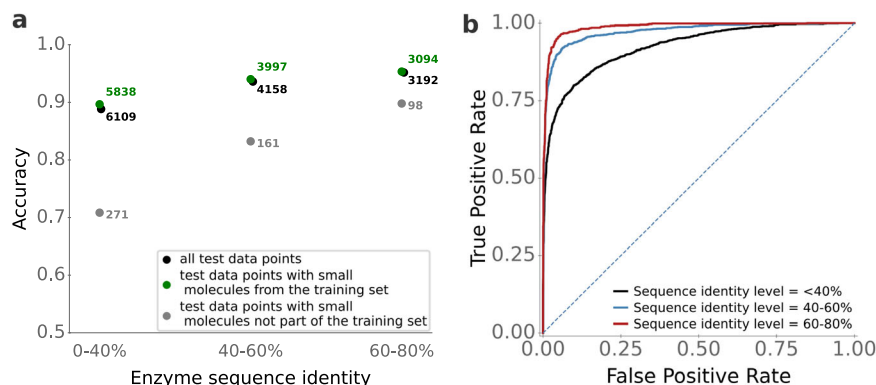 a
1.0
0.9
0.8
0.7
0.6
0.5
Accuracy
5838
6109
271
3997
4158
161
3094
3192
98
all test data points
test data points with small
molecules from the training set
test data points with small
molecules not part of the training set
0-40%
40-60%
60-80%
Enzyme sequence identity
b
1.00
0.75
0.50
0.25
0.00
True Positive Rate
Sequence identity level = <40%
Sequence identity level = 40-60%
Sequence identity level = 60-80%
0.00
0.25
0.50
0.75
1.00
False Positive Rate